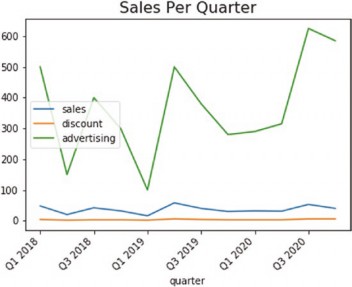 Sales Per Quarter
600
500
400
300
200
100
0
sales
discount
advertising
Q1 2018
Q3 2018
Q1 2019
Q3 2019
Q1 2020
Q3 2020
quarter